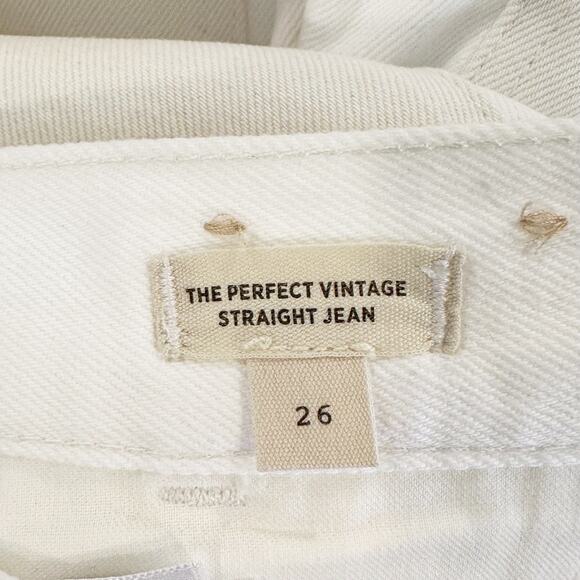 THE PERFECT VINTAGE
STRAIGHT JEAN
26